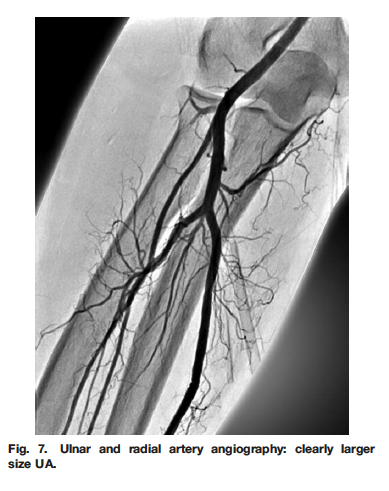 Fig. 7. Ulnar and radial artery angiography: clearly larger
size UA.